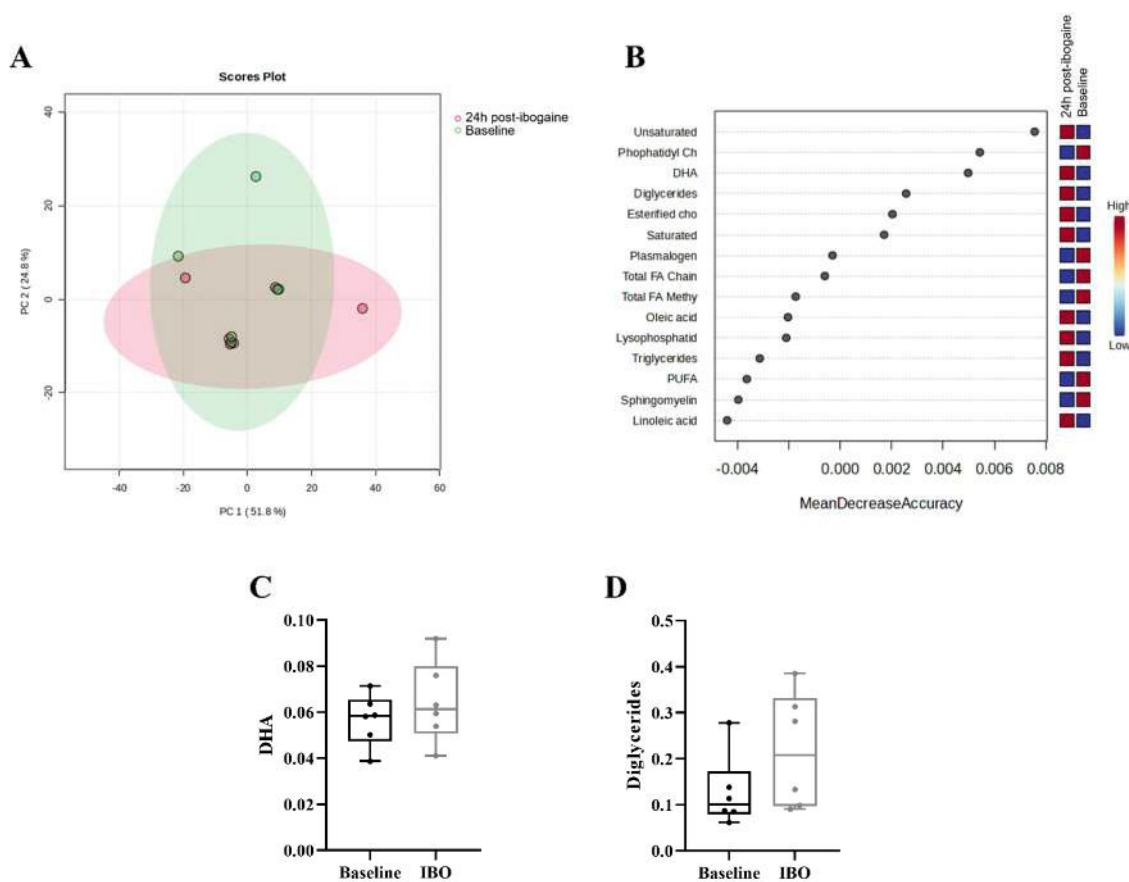 A
Scores Plot
40
20
0
-20
PC 2 ( 24.8 %)
-40
-20
0
20
40
60
PC 1 ( 51.8 %)
24h post-ibogaine
Baseline
B
24h post-ibogaine
Baseline
Unsaturated
Phophatidyl Ch
DHA
Diglycerides
Esterified cho
Saturated
Plasmalogen
Total FA Chain
Total FA Methy
Oleic acid
Lysophosphatid
Triglycerides
PUFA
Sphingomyelin
Linoleic acid
High
Low
-0.004
0.000
0.002
0.004
0.006
0.008
MeanDecreaseAccuracy
C
0.10
0.08
0.06
0.04
0.02
0.00
DHA
Baseline
IBO
D
0.5
0.4
0.3
0.2
0.1
0.0
Diglycerides
Baseline
IBO